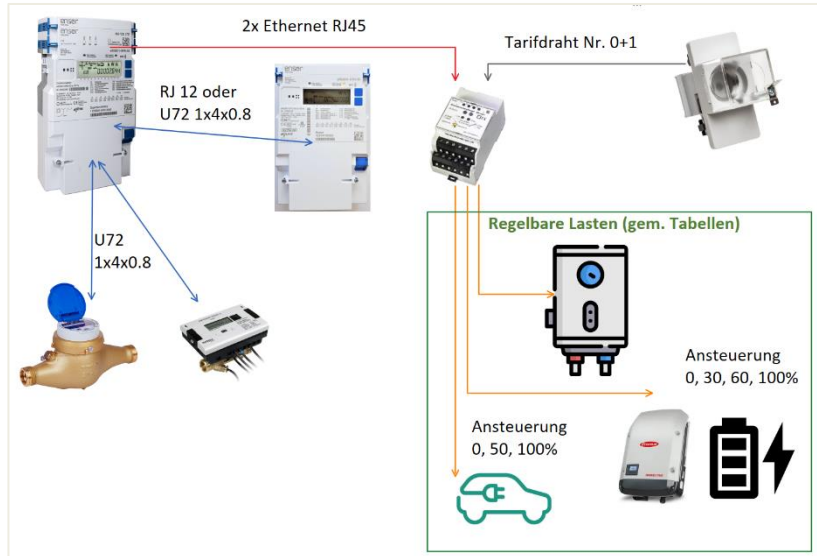 2x Ethernet RJ45
Tarifdraht Nr. 0+1
RJ 12 oder
U72 1x4x0.8
U72
1x4x0.8
Regelbare Lasten (gem. Tabellen)
Ansteuerung
0, 30, 60, 100%
Ansteuerung
0, 50, 100%